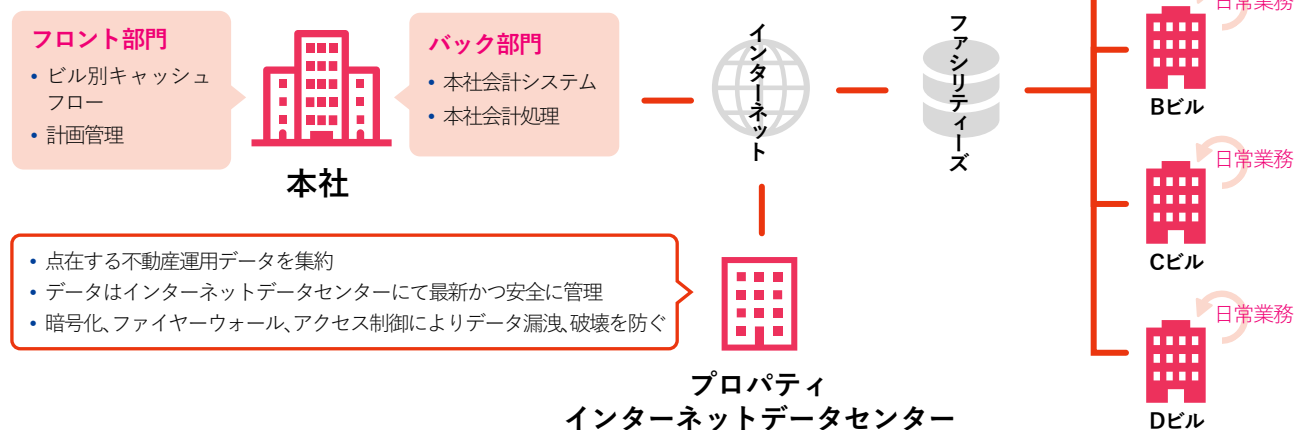 フロント部門
• ビル別キャッシュ
フロー
• 計画管理
本社
バック部門
• 本社会計システム
• 本社会計処理
インターネット
ファシリティーズ
日常業務
Bビル
日常業務
Cビル
日常業務
Dビル
• 点在する不動産運用データを集約
• データはインターネットデータセンターにて最新かつ安全に管理
• 暗号化、ファイヤーウォール、アクセス制御によりデータ漏洩、破壊を防ぐ
プロパティ
インターネットデータセンター